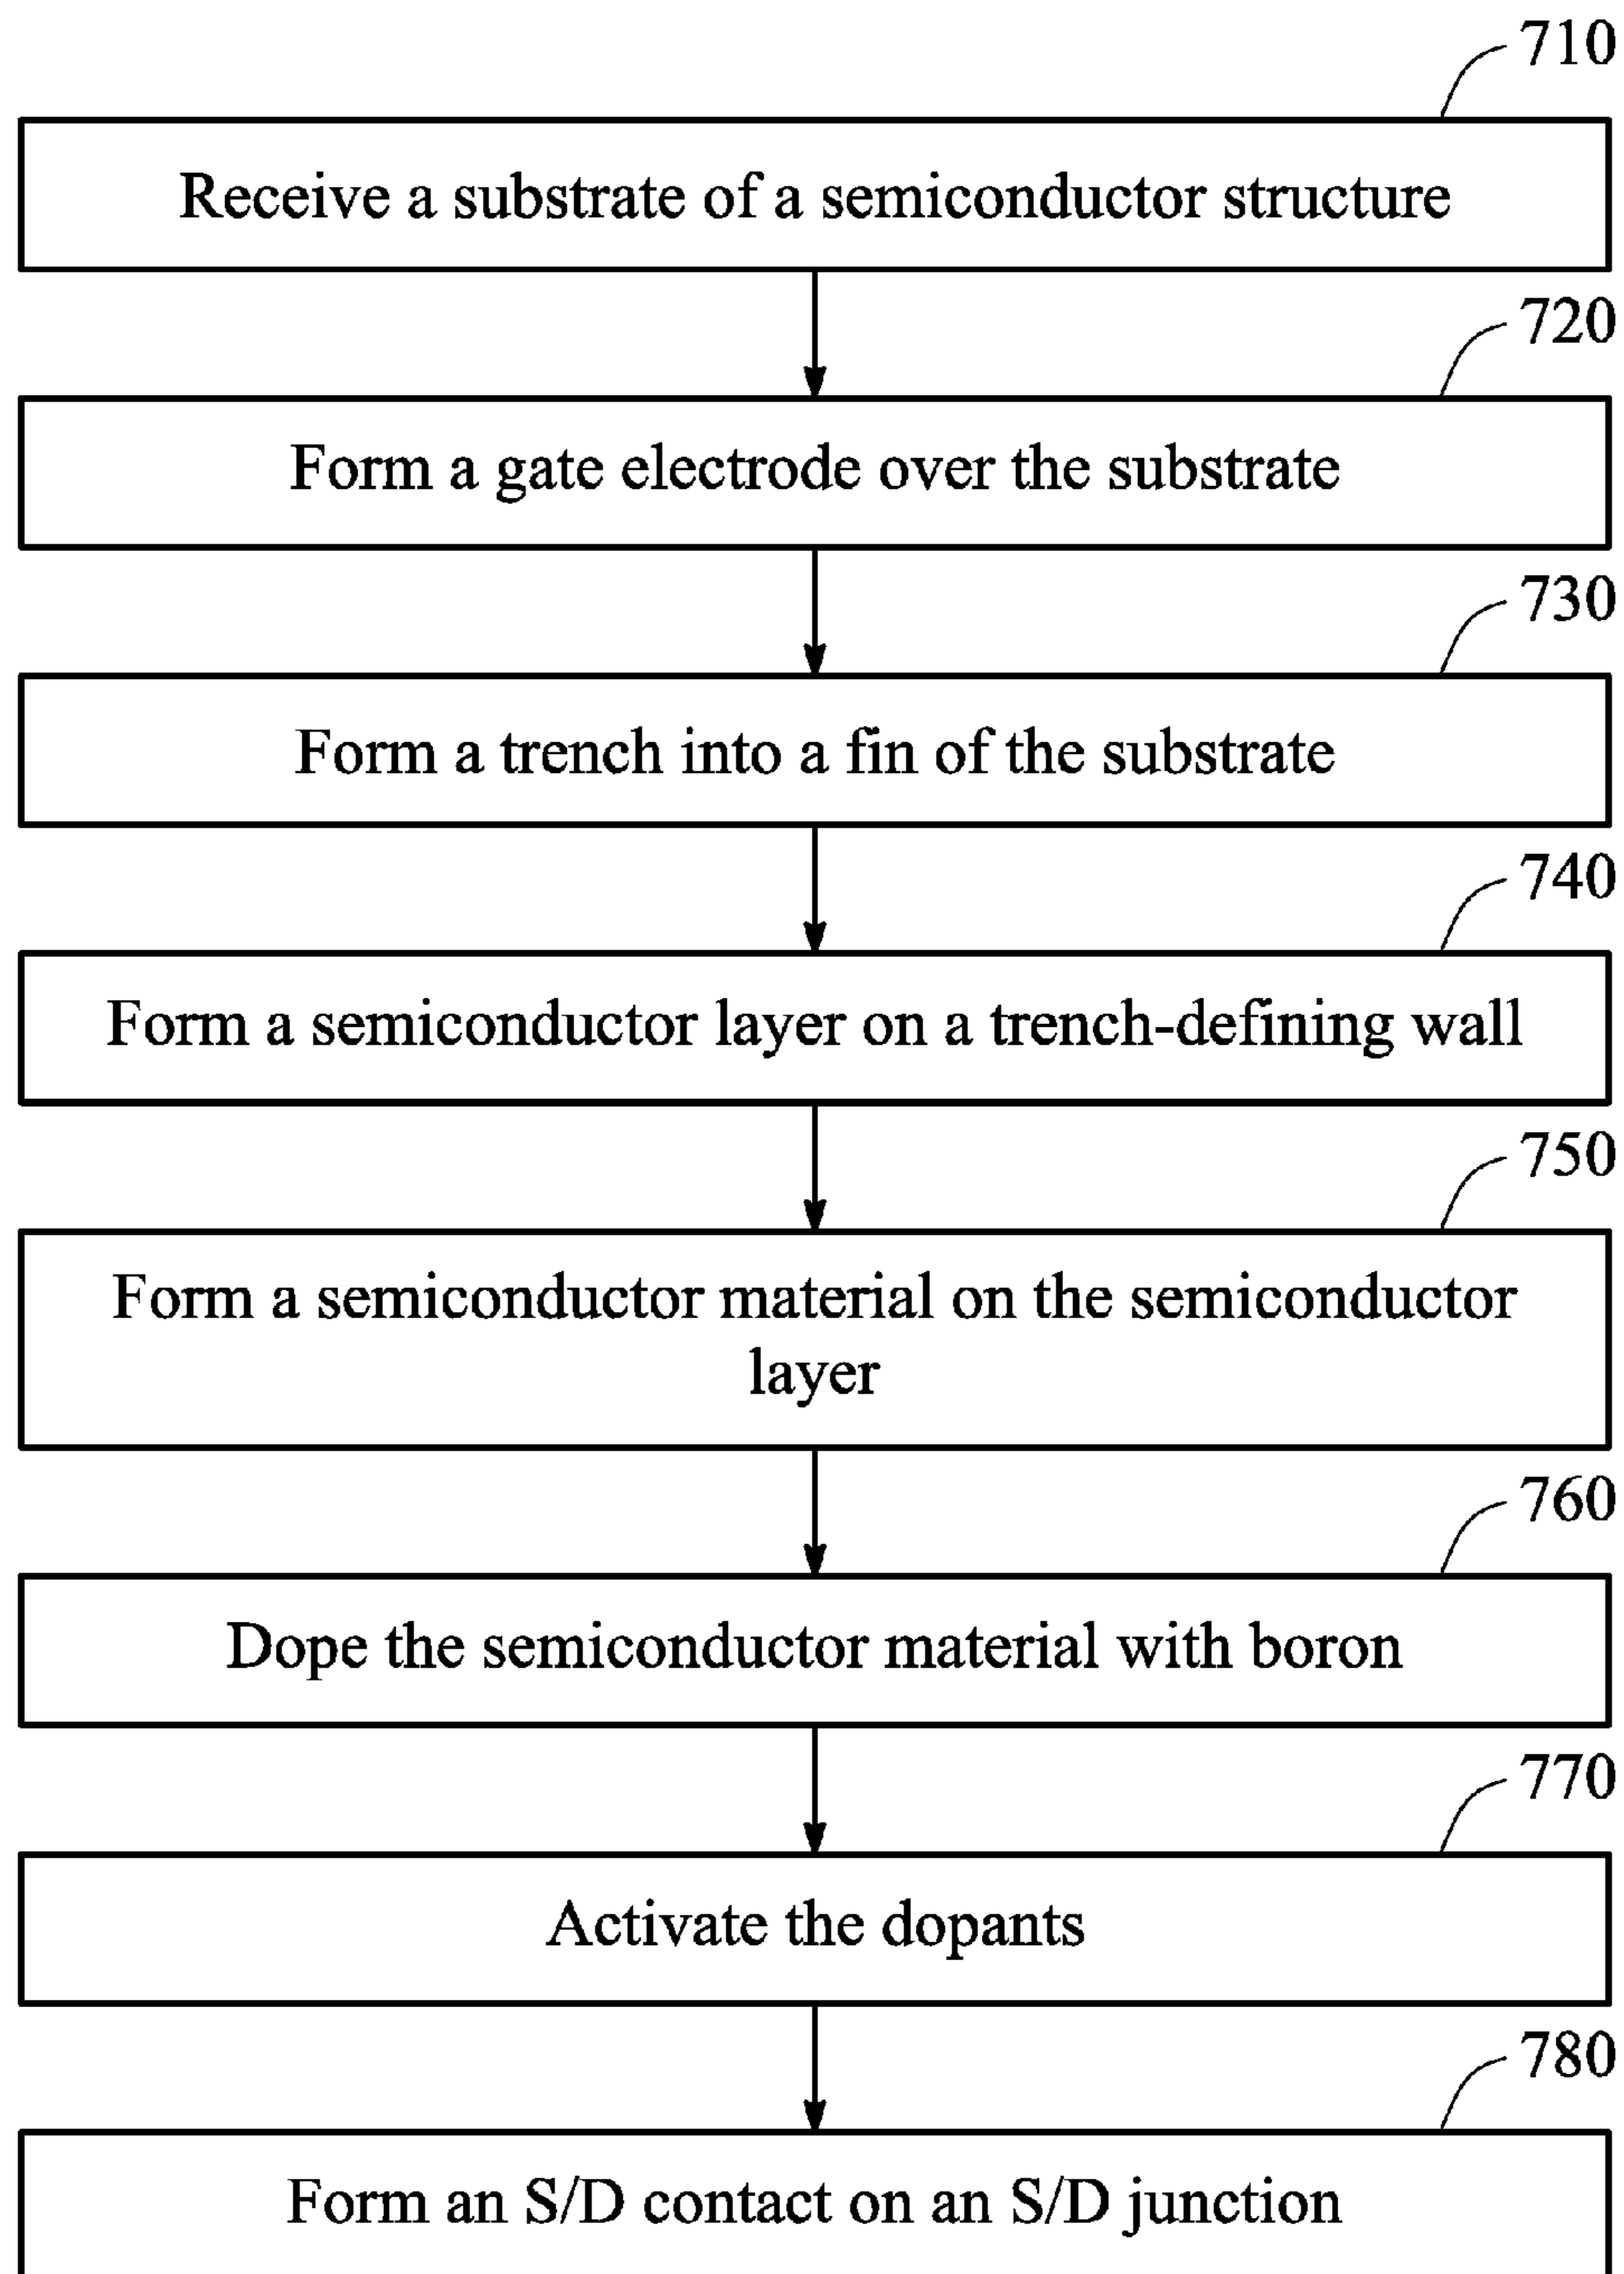 710
Receive a substrate of a semiconductor structure
720
Form a gate electrode over the substrate
730
Form a trench into a fin of the substrate
740
Form a semiconductor layer on a trench-defining wall
750
Form a semiconductor material on the semiconductor
layer
760
Dope the semiconductor material with boron
770
Activate the dopants
780
Form an S/D contact on an S/D junction